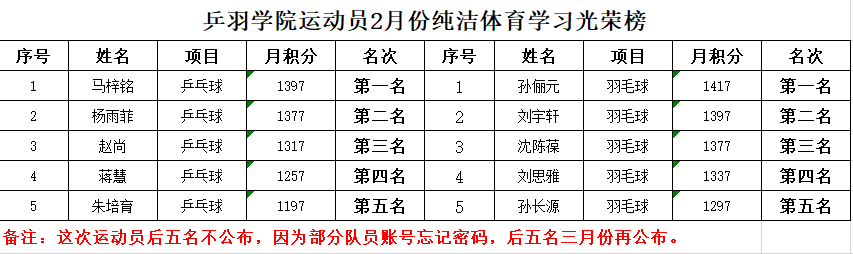 乒羽学院运动员2月份纯洁体育学习光荣榜
序号 姓名 项目 月积分 名次 序号 姓名 项目 月积分 名次
1 马梓铭 乒乓球 1397 第一名 1 孙俪元 羽毛球 1417 第一名
2 杨雨菲 乒乓球 1377 第二名 2 刘宇轩 羽毛球 1397 第二名
3 赵尚 乒乓球 1317 第三名 3 沈陈葆 羽毛球 1377 第三名
4 蒋慧 乒乓球 1257 第四名 4 刘思雅 羽毛球 1337 第四名
5 朱培育 乒乓球 1197 第五名 5 孙长源 羽毛球 1297 第五名
备注：这次运动员后五名不公布，因为部分队员账号忘记密码，后五名三月份再公布。